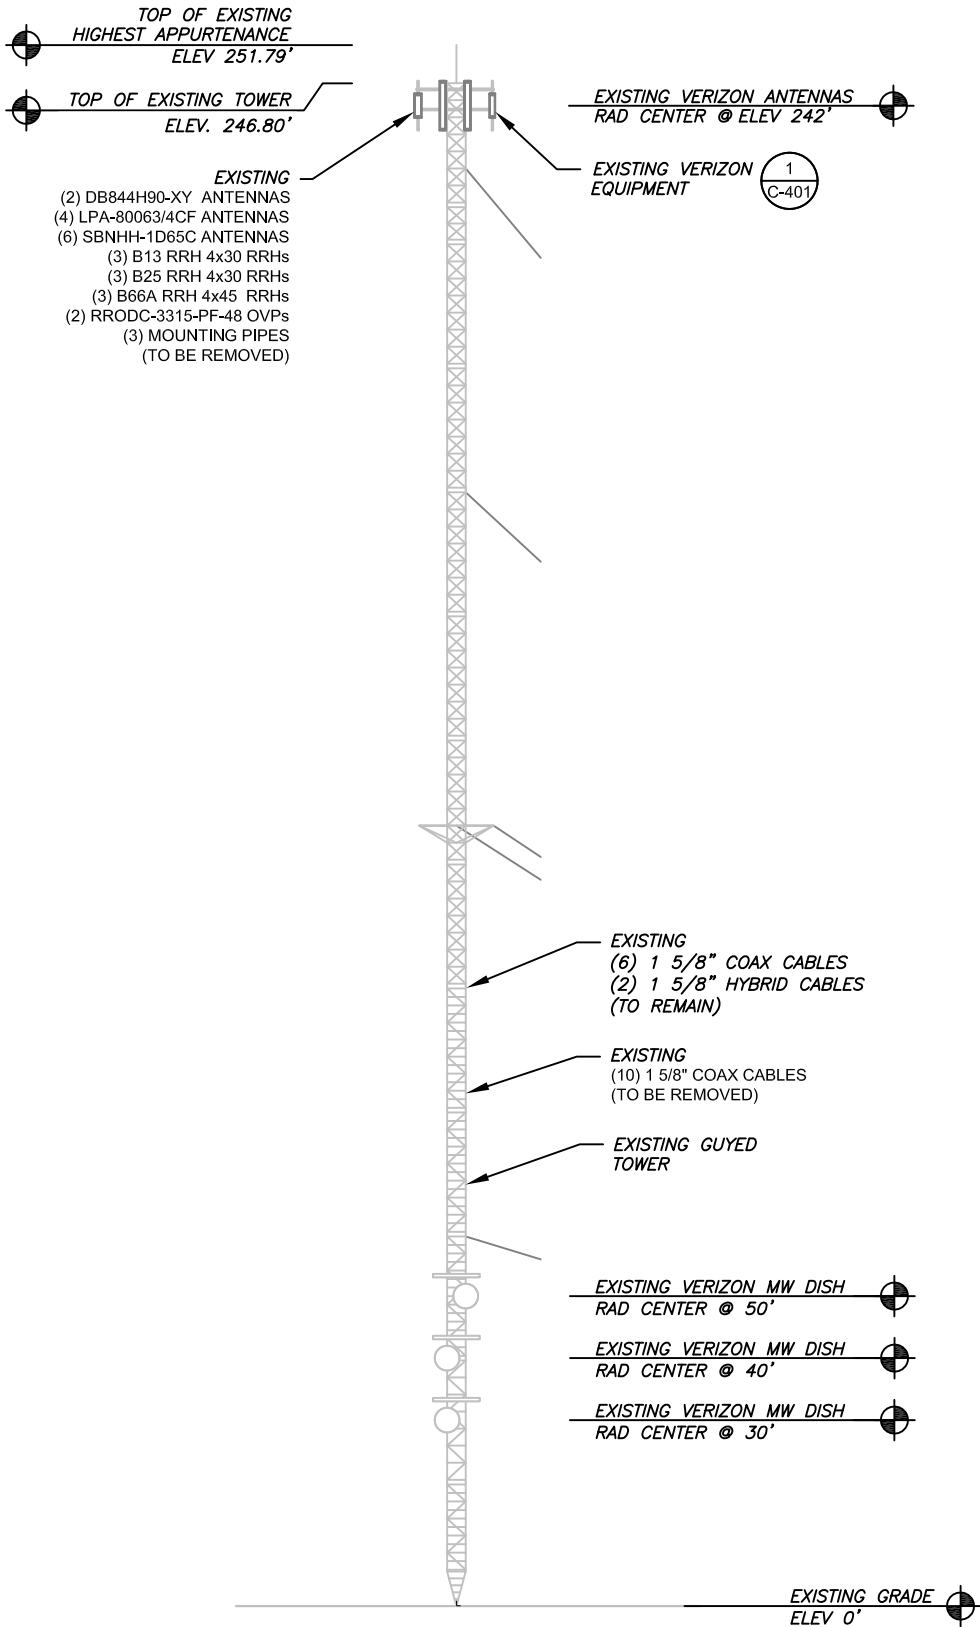 TOP OF EXISTING
HIGHEST APPURTENANCE
ELEV 251.79'
TOP OF EXISTING TOWER
ELEV. 246.80'
EXISTING VERIZON ANTENNAS
RAD CENTER @ ELEV 242'
EXISTING
(2) DB844H90-XY ANTENNAS
(4) LPA-80063/4CF ANTENNAS
(6) SBNHH-1D65C ANTENNAS
(3) B13 RRH 4x30 RRHs
(3) B25 RRH 4x30 RRHs
(3) B66A RRH 4x45 RRHs
(2) RRODC-3315-PF-48 OVPs
(3) MOUNTING PIPES
(TO BE REMOVED)
EXISTING VERIZON
EQUIPMENT
1
C-401
EXISTING
(6) 1 5/8" COAX CABLES
(2) 1 5/8" HYBRID CABLES
(TO REMAIN)
EXISTING
(10) 1 5/8" COAX CABLES
(TO BE REMOVED)
EXISTING GUYED
TOWER
EXISTING VERIZON MW DISH
RAD CENTER @ 50'
EXISTING VERIZON MW DISH
RAD CENTER @ 40'
EXISTING VERIZON MW DISH
RAD CENTER @ 30'
EXISTING GRADE
ELEV 0'